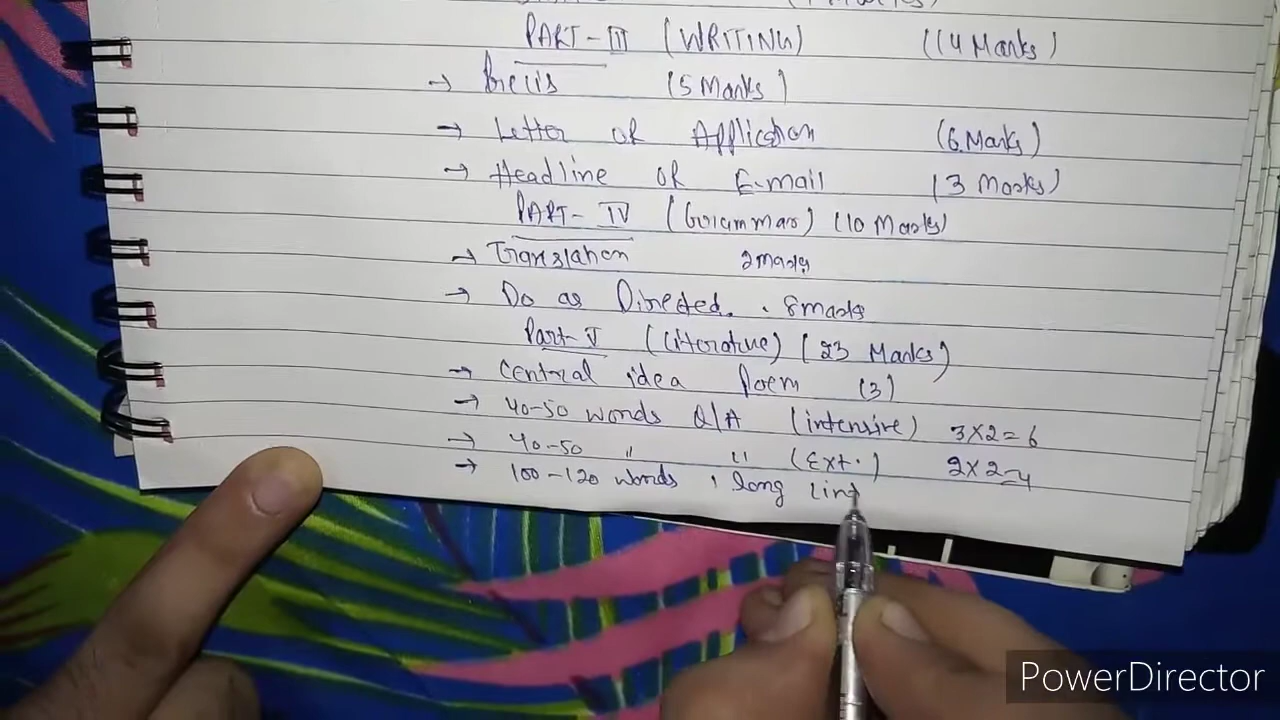 PART-III (WRITING) (14 Marks)
→ Precis (5 Marks)
→ Letter OR Application (6 Marks)
→ Headline OR E-mail (3 Marks)
PART-IV (Grammar) (10 Marks)
→ Translation 2 marks
→ Do as Directed. 8 marks
Part-V (Literature) (23 Marks)
→ Central idea Poem (3)
→ 40-50 words Q/A (intensive) 3×2=6
→ 40-50 " " (Ext.) 2×2=4
→ 100-120 words, long (int
PowerDirector